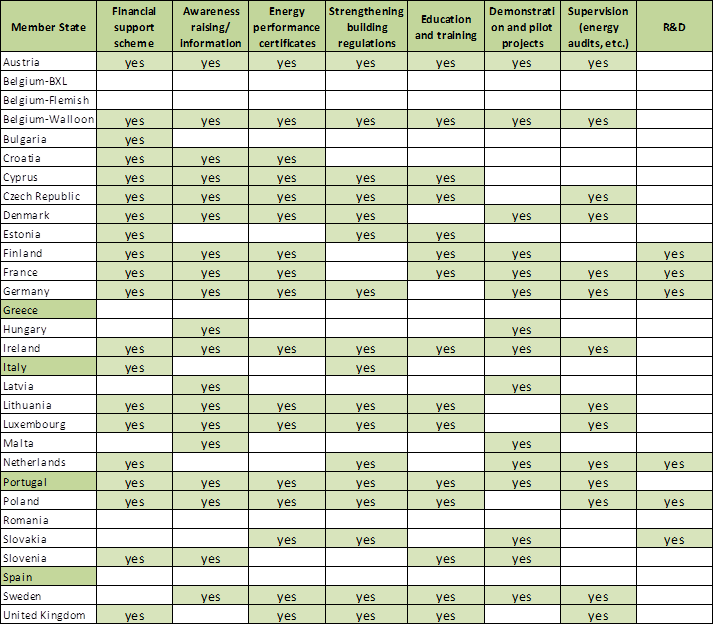 Member State | Financial support scheme | Awareness raising/ information | Energy performance certificates | Strengthening building regulations | Education and training | Demonstrati on and pilot projects | Supervision (energy audits, etc.) | R&D
Austria yes yes yes yes yes yes yes
Belgium-BXL
Belgium-Flemish
Belgium-Walloon yes yes yes yes yes yes yes
Bulgaria yes
Croatia yes yes yes
Cyprus yes yes yes yes yes
Czech Republic yes yes yes yes yes yes
Denmark yes yes yes yes yes yes
Estonia yes yes yes
Finland yes yes yes yes yes yes
France yes yes yes yes yes yes yes
Germany yes yes yes yes yes yes yes
Greece
Hungary yes yes
Ireland yes yes yes yes yes yes yes
Italy yes yes
Latvia yes yes
Lithuania yes yes yes yes yes yes
Luxembourg yes yes yes yes yes yes
Malta yes yes
Netherlands yes yes yes yes yes
Portugal yes yes yes yes yes yes yes
Poland yes yes yes yes yes yes yes
Romania
Slovakia yes yes yes yes
Slovenia yes yes yes yes
Spain
Sweden yes yes yes yes yes yes
United Kingdom yes yes yes yes yes